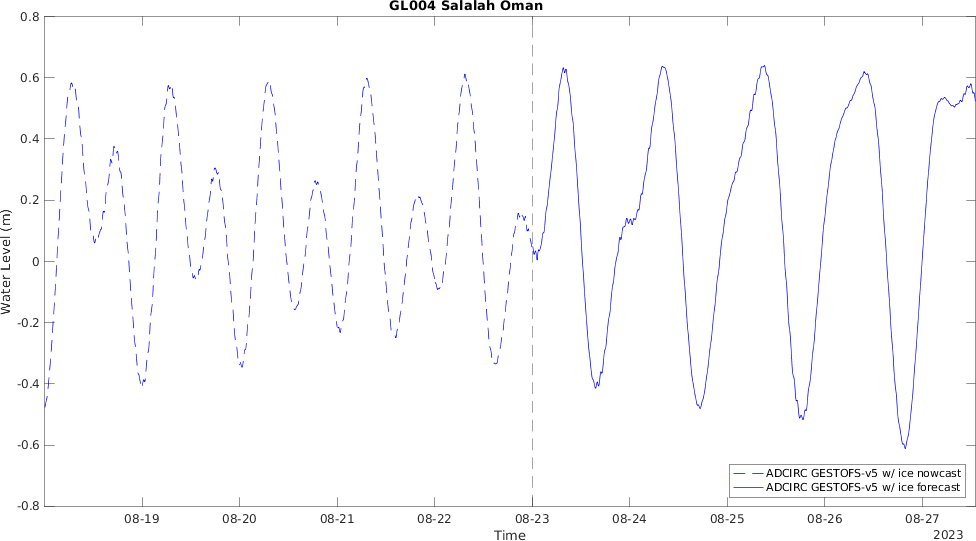 GL004 Salalah Oman
0.8
0.6
0.4
0.2
0
-0.2
-0.4
-0.6
-0.8
Water Level (m)
ADCIRC GESTOFS-v5 w/ ice nowcast
ADCIRC GESTOFS-v5 w/ ice forecast
08-19 08-20 08-21 08-22 08-23 08-24 08-25 08-26 08-27
2023
Time